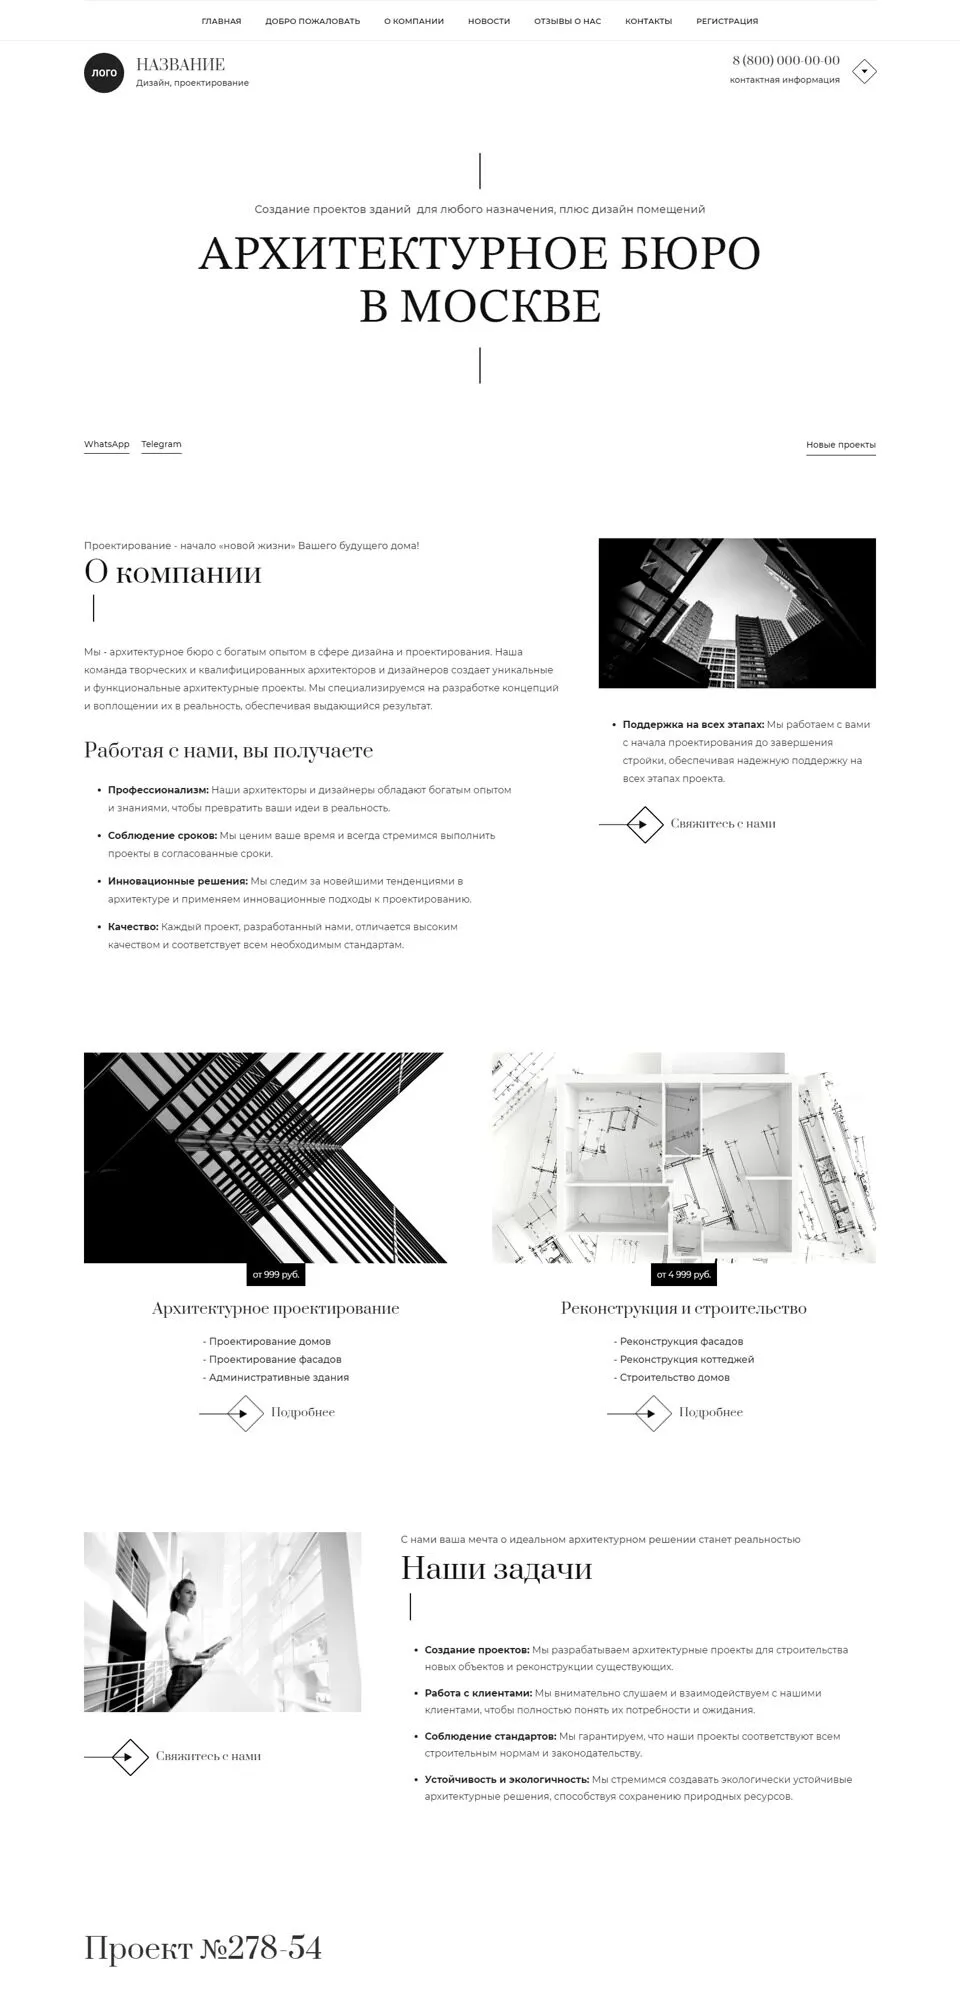 ГЛАВНАЯ ДОБРО ПОЖАЛОВАТЬ О КОМПАНИИ НОВОСТИ ОТЗЫВЫ О НАС КОНТАКТЫ РЕГИСТРАЦИЯ
ЛОГО
НАЗВАНИЕ
Дизайн, проектирование
8 (800) 000-00-00
контактная информация
Создание проектов зданий  для любого назначения, плюс дизайн помещений
АРХИТЕКТУРНОЕ БЮРО
В МОСКВЕ
WhatsApp Telegram
Новые проекты
Проектирование - начало «новой жизни» Вашего будущего дома!
О компании
Мы - архитектурное бюро с богатым опытом в сфере дизайна и проектирования. Наша
команда творческих и квалифицированных архитекторов и дизайнеров создает уникальные
и функциональные архитектурные проекты. Мы специализируемся на разработке концепций
и воплощении их в реальность, обеспечивая выдающийся результат.
Работая с нами, вы получаете
• Профессионализм: Наши архитекторы и дизайнеры обладают богатым опытом
и знаниями, чтобы превратить ваши идеи в реальность.
• Соблюдение сроков: Мы ценим ваше время и всегда стремимся выполнить
проекты в согласованные сроки.
• Инновационные решения: Мы следим за новейшими тенденциями в
архитектуре и применяем инновационные подходы к проектированию.
• Качество: Каждый проект, разработанный нами, отличается высоким
качеством и соответствует всем необходимым стандартам.
• Поддержка на всех этапах: Мы работаем с вами
с начала проектирования до завершения
стройки, обеспечивая надежную поддержку на
всех этапах проекта.
Свяжитесь с нами
от 999 руб.
Архитектурное проектирование
- Проектирование домов
- Проектирование фасадов
- Административные здания
Подробнее
от 4 999 руб.
Реконструкция и строительство
- Реконструкция фасадов
- Реконструкция коттеджей
- Строительство домов
Подробнее
Свяжитесь с нами
С нами ваша мечта о идеальном архитектурном решении станет реальностью
Наши задачи
• Создание проектов: Мы разрабатываем архитектурные проекты для строительства
новых объектов и реконструкции существующих.
• Работа с клиентами: Мы внимательно слушаем и взаимодействуем с нашими
клиентами, чтобы полностью понять их потребности и ожидания.
• Соблюдение стандартов: Мы гарантируем, что наши проекты соответствуют всем
строительным нормам и законодательству.
• Устойчивость и экологичность: Мы стремимся создавать экологически устойчивые
архитектурные решения, способствуя сохранению природных ресурсов.
Проект №278-54